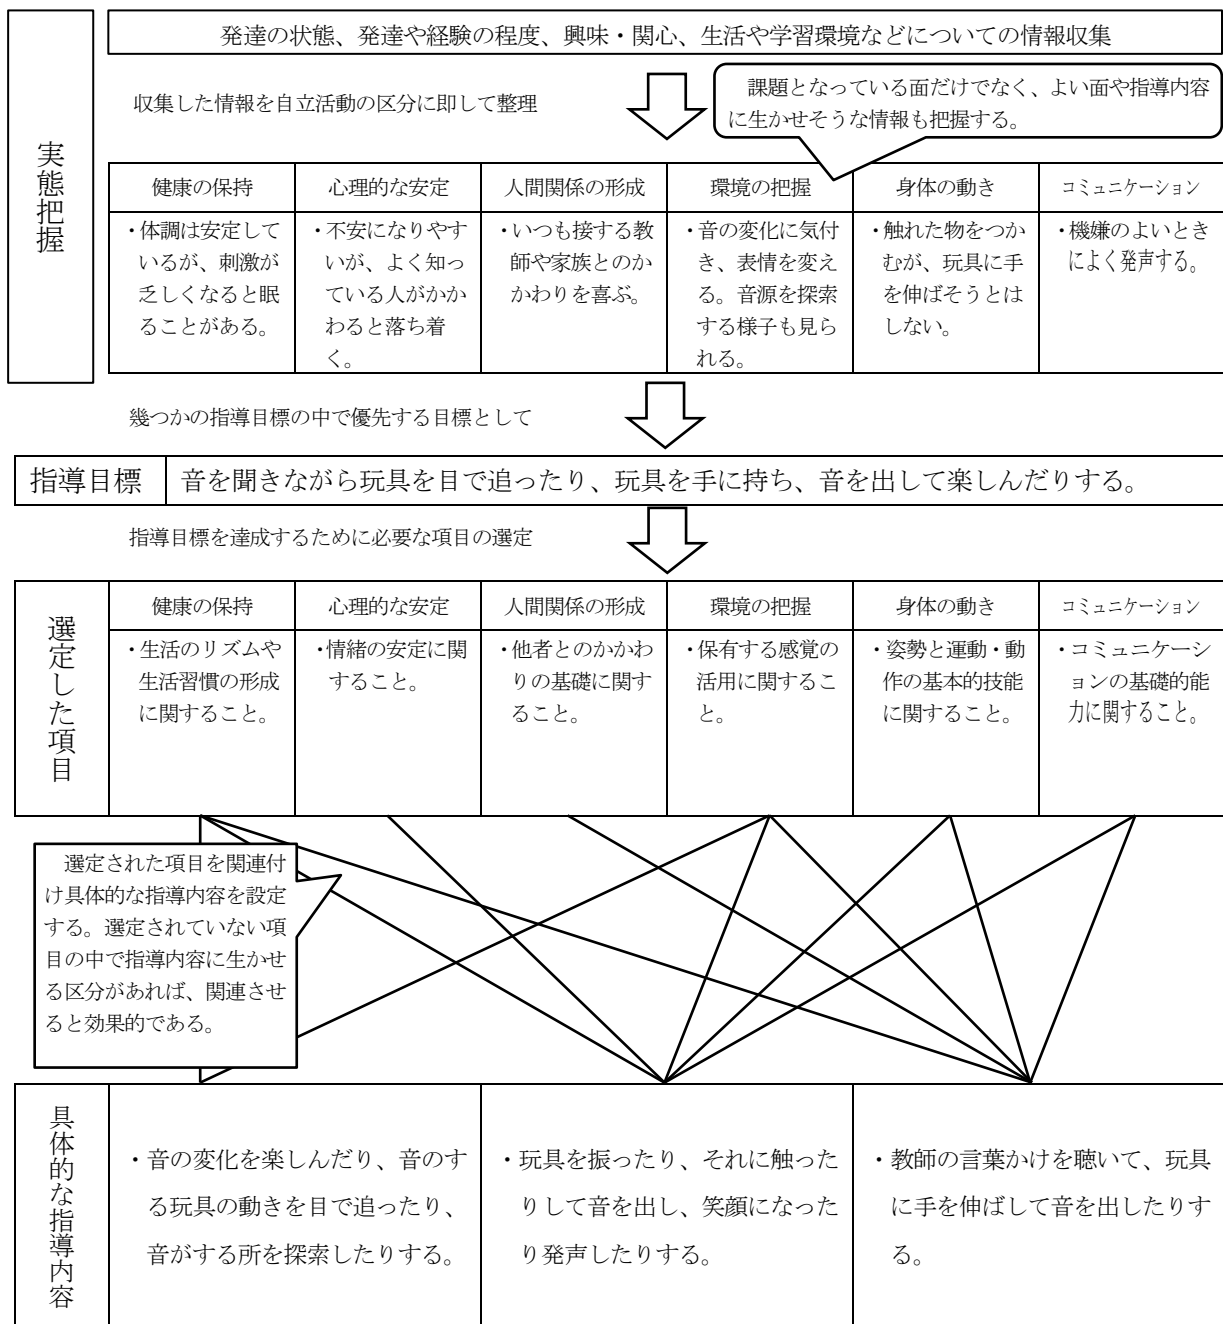 実態把握
発達の状態、発達や経験の程度、興味・関心、生活や学習環境などについての情報収集
収集した情報を自立活動の区分に即して整理
課題となっている面だけでなく、よい面や指導内容
に生かせそうな情報も把握する。
健康の保持
・体調は安定して
いるが、刺激が
乏しくなると眠
ることがある。
心理的な安定
・不安になりやす
いが、よく知っ
ている人がかか
わると落ち着
く。
人間関係の形成
・いつも接する教
師や家族とのか
かわりを喜ぶ。
環境の把握
・音の変化に気付
き、表情を変え
る。音源を探索
する様子も見ら
れる。
身体の動き
・触れた物をつか
むが、玩具に手
を伸ばそうとは
しない。
コミュニケーション
・機嫌のよいとき
によく発声する。
幾つかの指導目標の中で優先する目標として
指導目標
音を聞きながら玩具を目で追ったり、玩具を手に持ち、音を出して楽しんだりする。
指導目標を達成するために必要な項目の選定
選定した項目
健康の保持
・生活のリズムや
生活習慣の形成
に関すること。
心理的な安定
・情緒の安定に関
すること。
人間関係の形成
・他者とのかかわ
りの基礎に関す
ること。
環境の把握
・保有する感覚の
活用に関するこ
と。
身体の動き
・姿勢と運動・動
作の基本的技能
に関すること。
コミュニケーション
・コミュニケーシ
ョンの基礎的能
力に関すること。
選定された項目を関連付
け具体的な指導内容を設定
する。選定されていない項
目の中で指導内容に生かせ
る区分があれば、関連させ
ると効果的である。
具体的な指導内容
・音の変化を楽しんだり、音のす
る玩具の動きを目で追ったり、
音がする所を探索したりする。
・玩具を振ったり、それに触った
りして音を出し、笑顔になった
り発声したりする。
・教師の言葉かけを聴いて、玩具
に手を伸ばして音を出したりす
る。